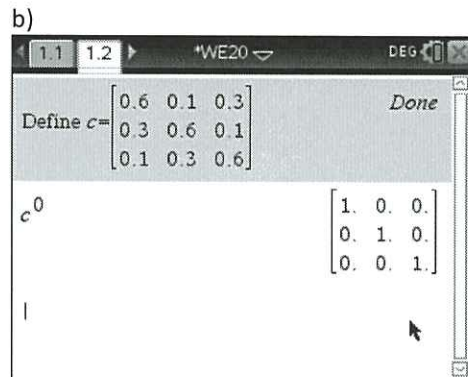 b)
1.1 1.2 *WE20 DEG
Define c= [0.6 0.1 0.3 Done
0.3 0.6 0.1
0.1 0.3 0.6]
c^0 [1. 0. 0.
0. 1. 0.
0. 0. 1.]